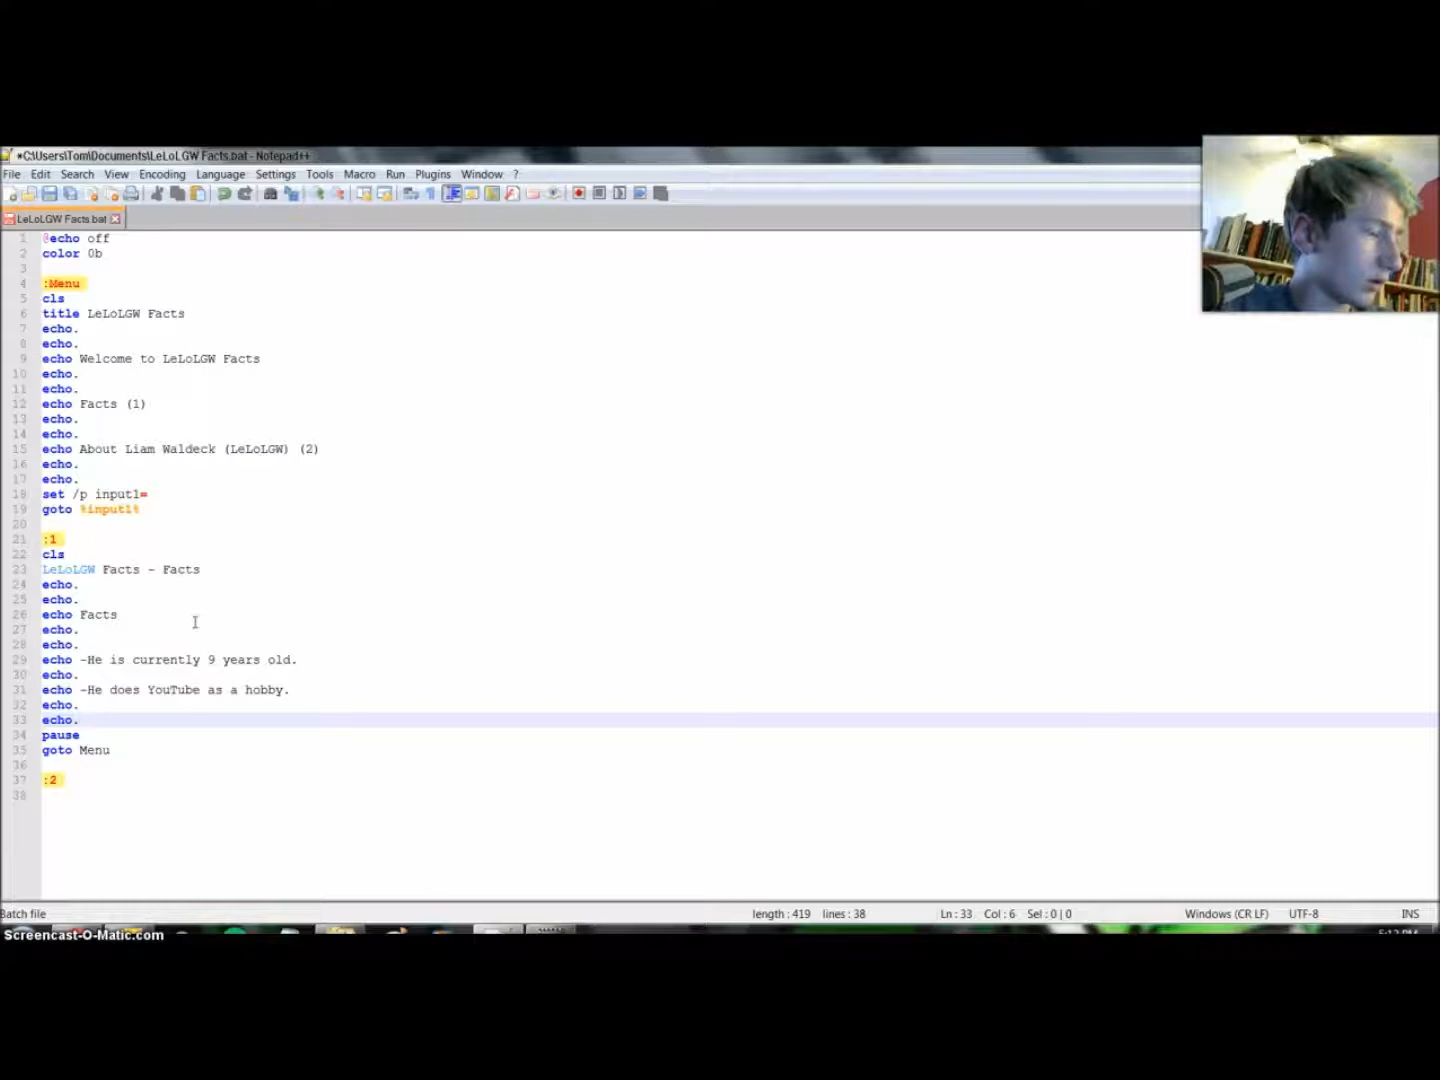 *C:\Users\Tom\Documents\LeLoLGW Facts.bat - Notepad++
File Edit Search View Encoding Language Settings Tools Macro Run Plugins Window ?
LeLoLGW Facts.bat
1 @echo off
2 color 0b
3
4 :Menu
5 cls
6 title LeLoLGW Facts
7 echo.
8 echo.
9 echo Welcome to LeLoLGW Facts
10 echo.
11 echo.
12 echo Facts (1)
13 echo.
14 echo.
15 echo About Liam Waldeck (LeLoLGW) (2)
16 echo.
17 echo.
18 set /p input1=
19 goto %input1%
20
21 :1
22 cls
23 LeLoLGW Facts - Facts
24 echo.
25 echo.
26 echo Facts
27 echo.
28 echo.
29 echo -He is currently 9 years old.
30 echo.
31 echo -He does YouTube as a hobby.
32 echo.
33 echo.
34 pause
35 goto Menu
36
37 :2
38
Batch file length : 419 lines : 38 Ln : 33 Col : 6 Sel : 0 | 0 Windows (CR LF) UTF-8 INS
Screencast-O-Matic.com